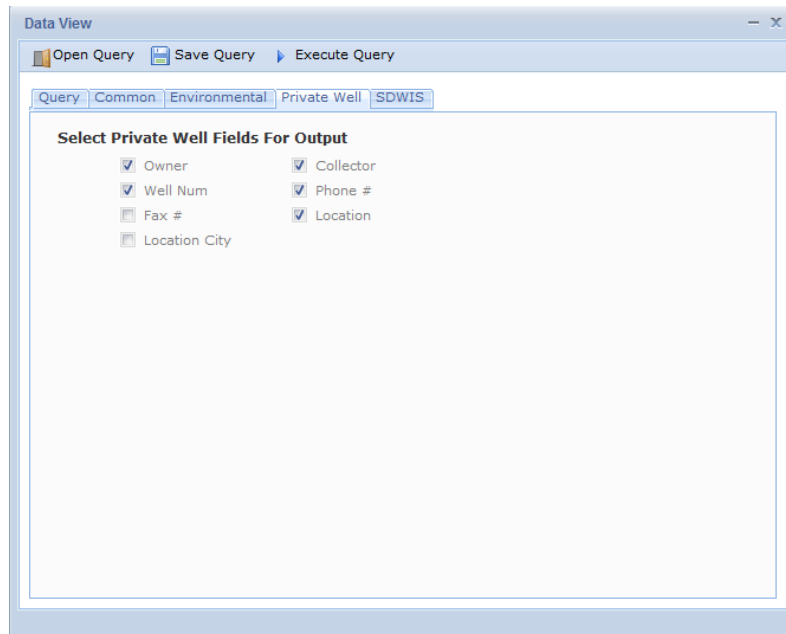 Data View
Open Query Save Query Execute Query
Query Common Environmental Private Well SDWIS
Select Private Well Fields For Output
Owner Collector
Well Num Phone #
Fax # Location
Location City